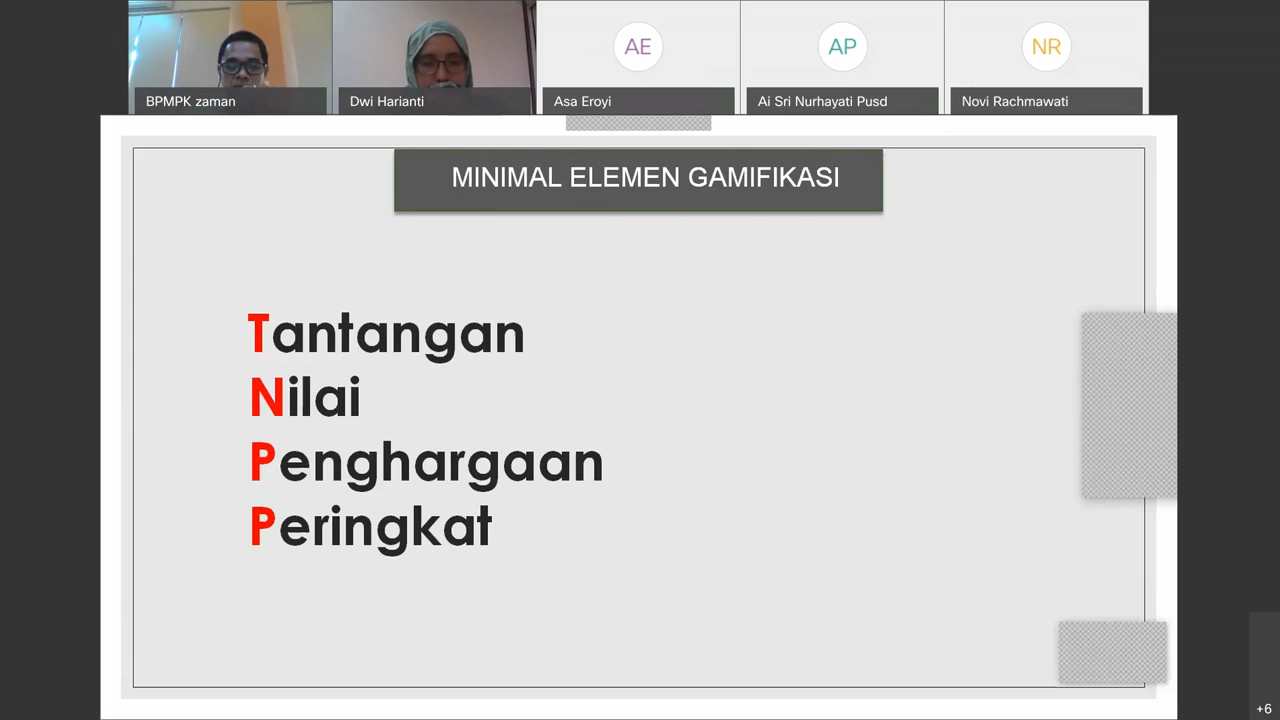 AE
AP
NR
BPMPK zaman
Dwi Harianti
Asa Eroyi
Ai Sri Nurhayati Pusd
Novi Rachmawati
MINIMAL ELEMEN GAMIFIKASI
Tantangan
Nilai
Penghargaan
Peringkat
+6